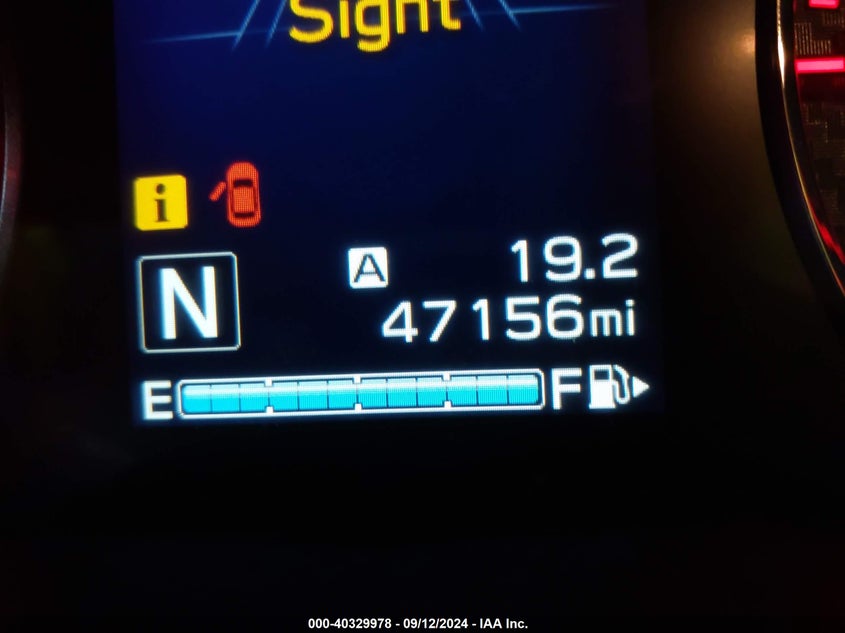 Sight
i
A 19.2
N
47156mi
E F
000-40329978 - 09/12/2024 - IAA Inc.